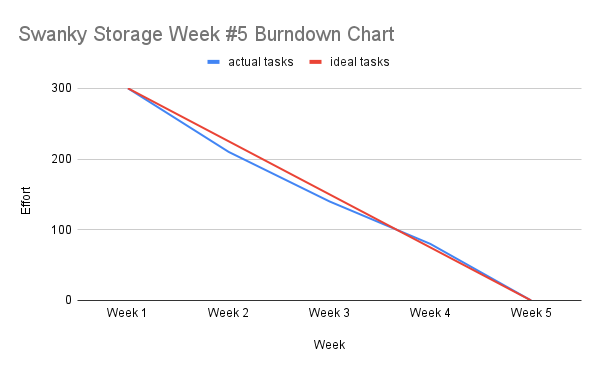 Swanky Storage Week #5 Burndown Chart
actual tasks ideal tasks
300
200
100
0
Effort
Week 1 Week 2 Week 3 Week 4 Week 5
Week